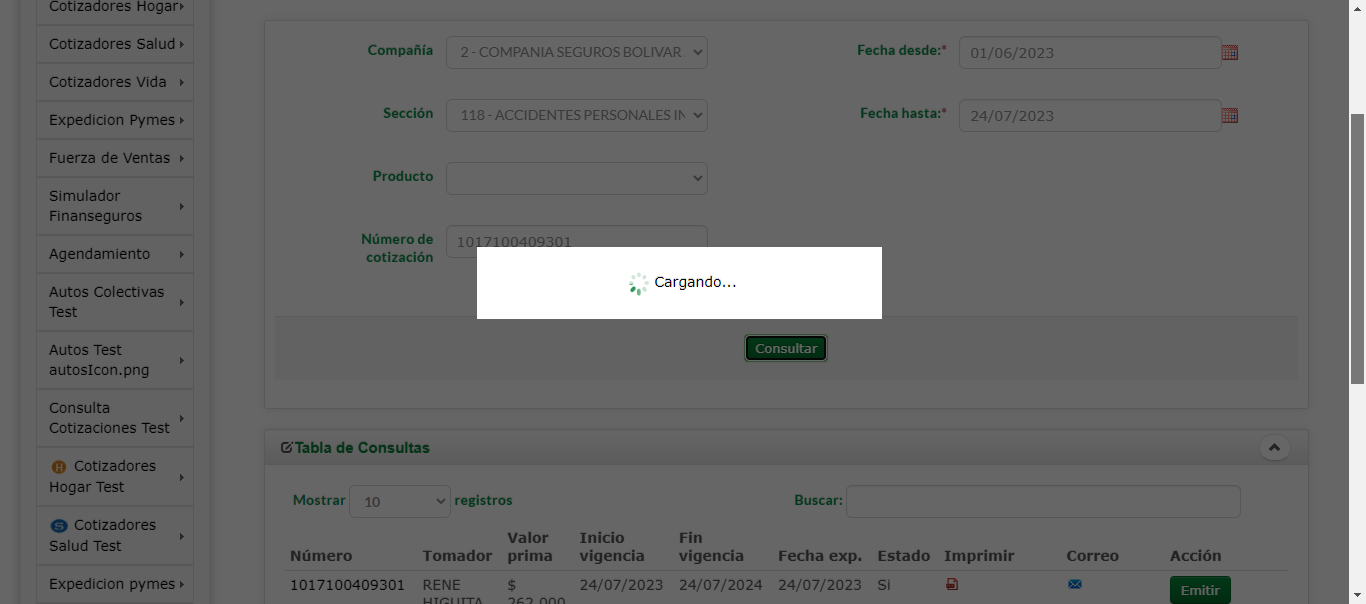 Cotizadores Hogar
Cotizadores Salud
Cotizadores Vida
Expedicion Pymes
Fuerza de Ventas
Simulador
Finanseguros
Agendamiento
Autos Colectivas
Test
Autos Test
autosIcon.png
Consulta
Cotizaciones Test
H Cotizadores
Hogar Test
S Cotizadores
Salud Test
Expedicion pymes
Compañía 2 - COMPANIA SEGUROS BOLIVAR Fecha desde:* 01/06/2023
Sección 118 - ACCIDENTES PERSONALES IN Fecha hasta:* 24/07/2023
Producto
Número de
cotización 1017100409301
Cargando...
Consultar
Tabla de Consultas
Mostrar 10 registros Buscar:
Número Tomador Valor prima Inicio vigencia Fin vigencia Fecha exp. Estado Imprimir Correo Acción
1017100409301 RENE $ 24/07/2023 24/07/2024 24/07/2023 Si Emitir
HIGUITA 262.000